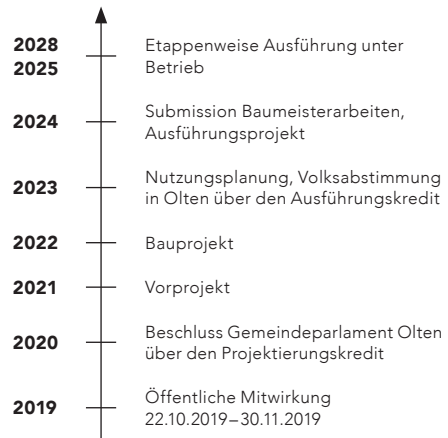 2028
2025
Etappenweise Ausführung unter
Betrieb
2024
Submission Baumeisterarbeiten,
Ausführungsprojekt
2023
Nutzungsplanung, Volksabstimmung
in Olten über den Ausführungskredit
2022
Bauprojekt
2021
Vorprojekt
2020
Beschluss Gemeindeparlament Olten
über den Projektierungskredit
2019
Öffentliche Mitwirkung
22.10.2019–30.11.2019